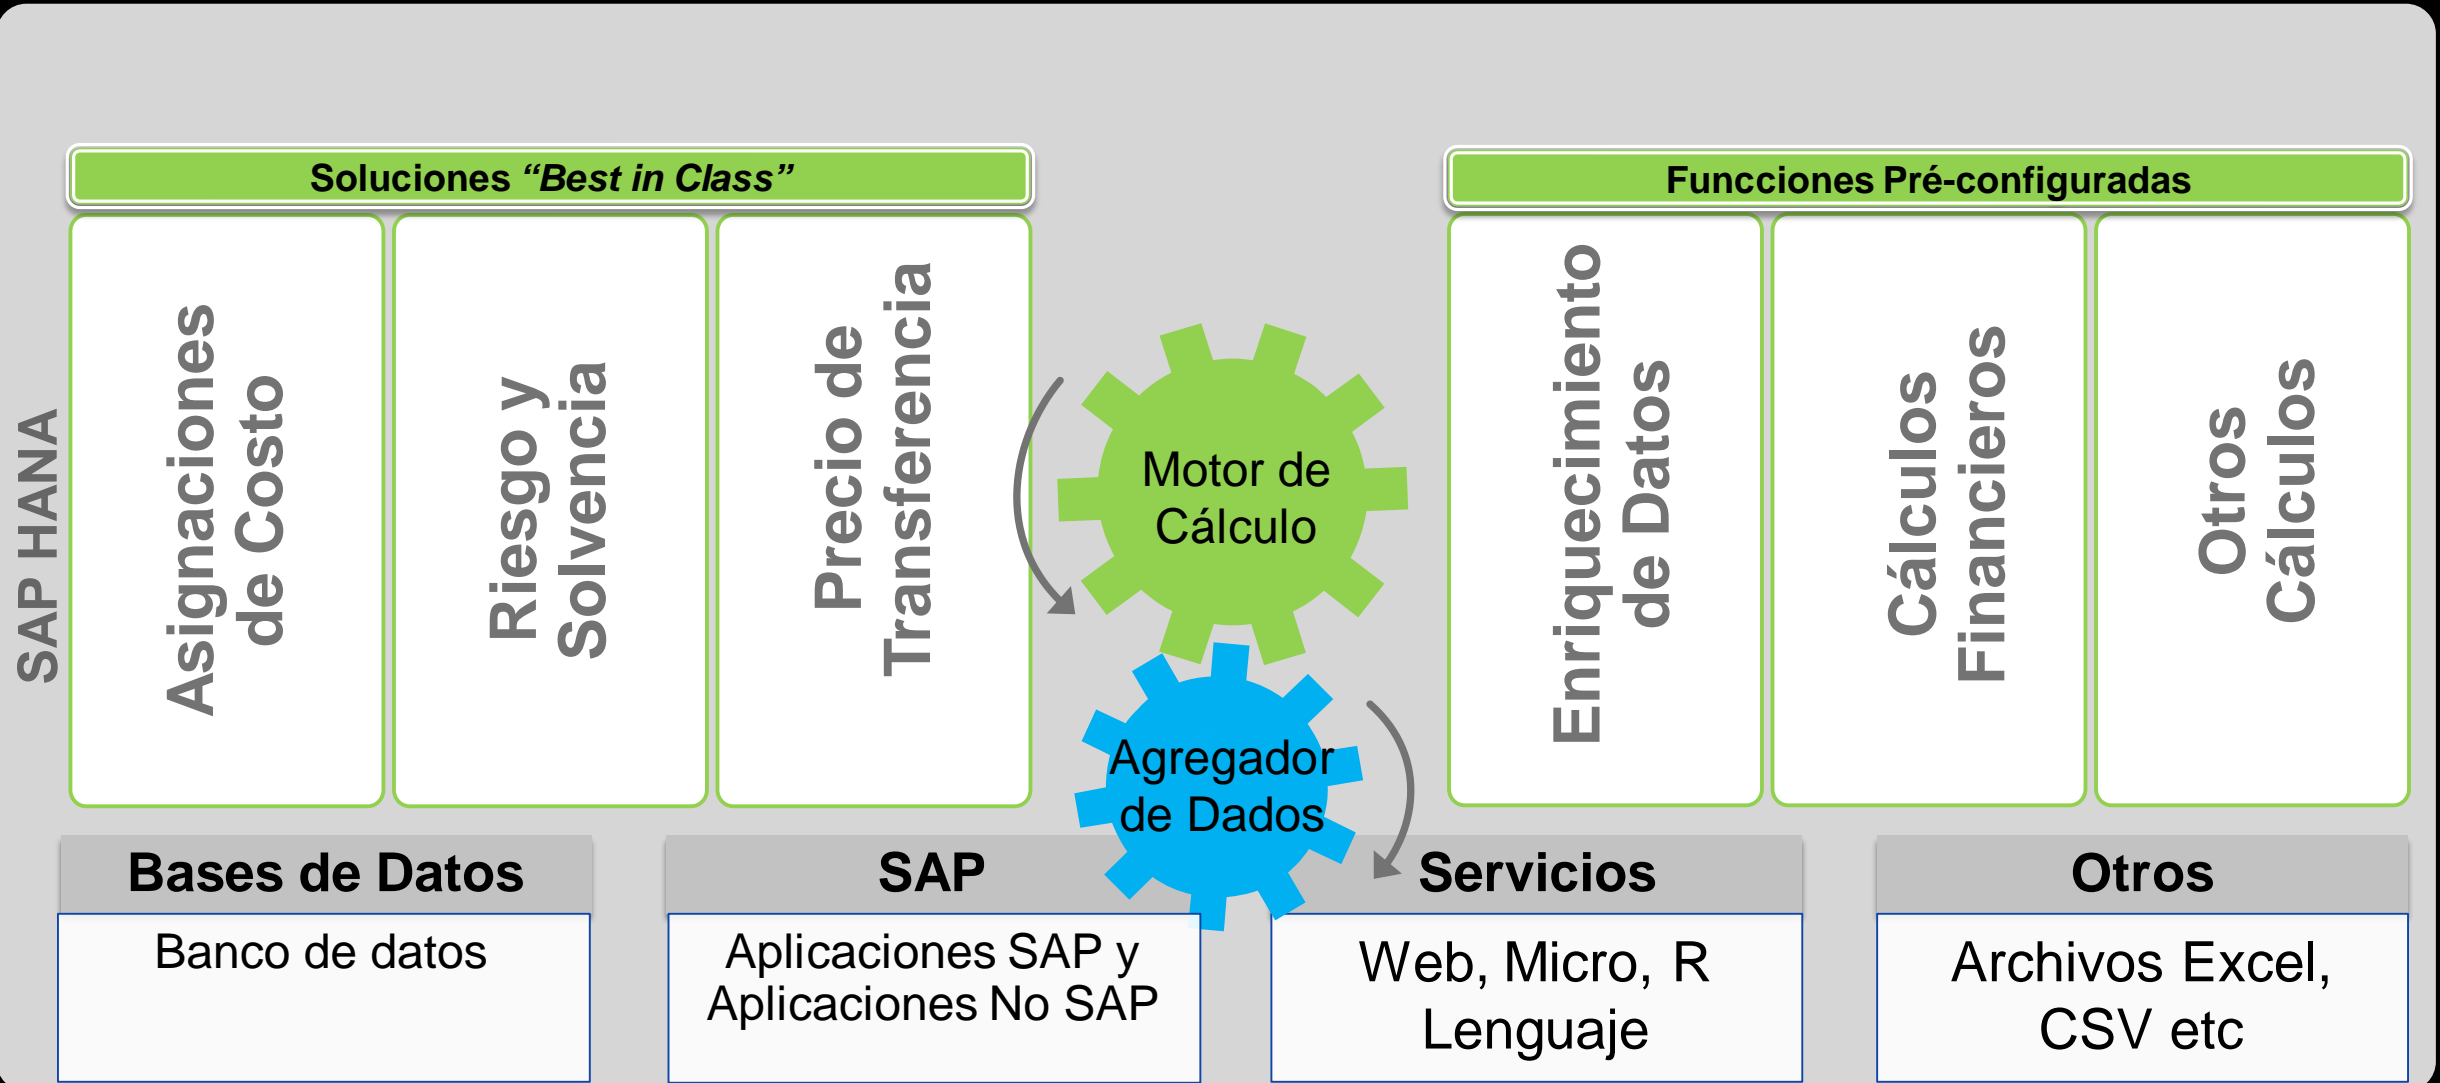 Soluciones “Best in Class”
Funcciones Pré-configuradas
SAP HANA
Asignaciones
de Costo
Riesgo y
Solvencia
Precio de
Transferencia
Motor de
Cálculo
Agregador
de Dados
Enriquecimiento
de Datos
Cálculos
Financieros
Otros
Cálculos
Bases de Datos
Banco de datos
SAP
Aplicaciones SAP y
Aplicaciones No SAP
Servicios
Web, Micro, R
Lenguaje
Otros
Archivos Excel,
CSV etc